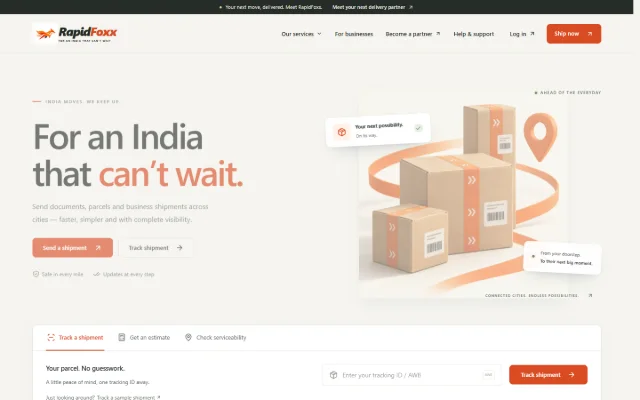 Your next move, delivered. Meet RapidFoxx. Meet your next delivery partner ↗
RapidFoxx
FOR AN INDIA THAT CAN'T WAIT
Our services
For businesses
Become a partner ↗
Help & support
Log in ↗
Ship now ↗
INDIA MOVES. WE KEEP UP.
For an India
that can't wait.
Send documents, parcels and business shipments across
cities — faster, simpler and with complete visibility.
Send a shipment ↗
Track shipment →
Safe in every mile
Updates at every step
AHEAD OF THE EVERYDAY
Your next possibility.
On its way.
From your doorstep.
To their next big moment.
CONNECTED CITIES. ENDLESS POSSIBILITIES ↗
Track a shipment
Get an estimate
Check serviceability
Your parcel. No guesswork.
A little peace of mind, one tracking ID away.
Enter your tracking ID / AWB
Track shipment →
Just looking around? Track a sample shipment ↗